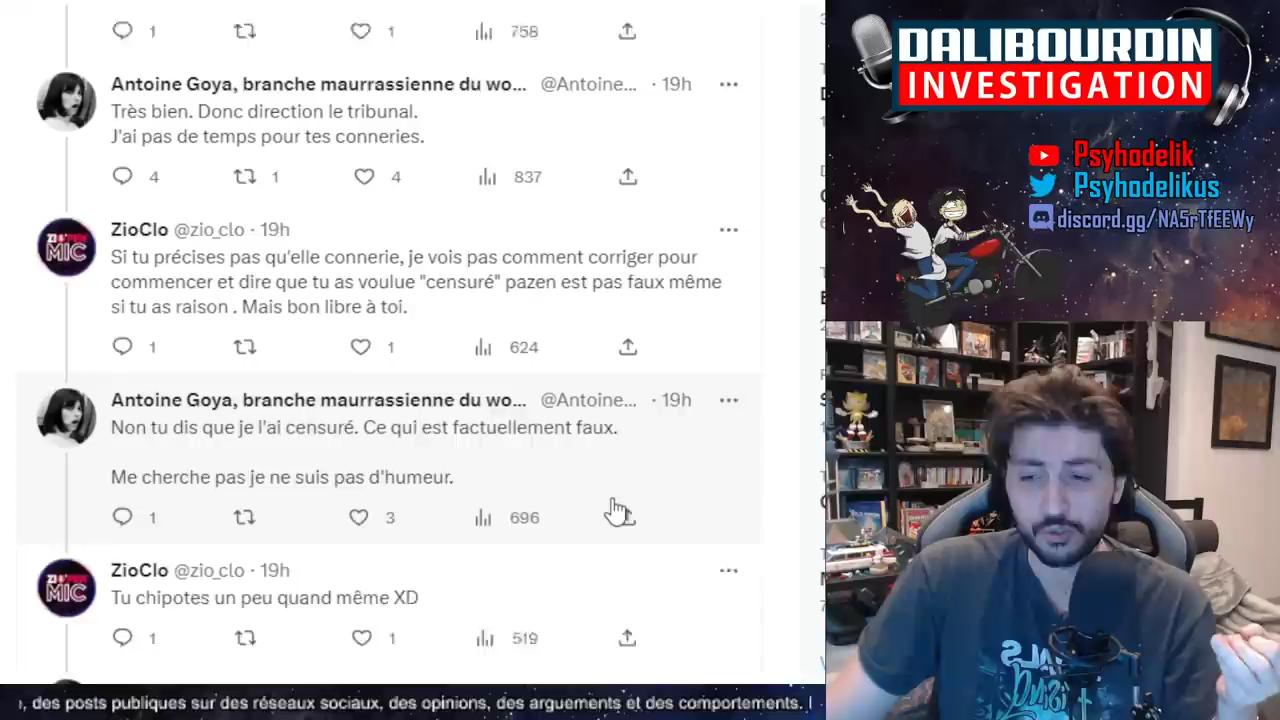 1 1 758
Antoine Goya, branche maurrassienne du wo... @Antoine... · 19h
Très bien. Donc direction le tribunal.
J'ai pas de temps pour tes conneries.
4 1 4 837
ZioClo @zio_clo · 19h
Si tu précises pas qu'elle connerie, je vois pas comment corriger pour
commencer et dire que tu as voulue "censuré" pazen est pas faux même
si tu as raison . Mais bon libre à toi.
1 1 624
Antoine Goya, branche maurrassienne du wo... @Antoine... · 19h
Non tu dis que je l'ai censuré. Ce qui est factuellement faux.
Me cherche pas je ne suis pas d'humeur.
1 3 696
ZioClo @zio_clo · 19h
Tu chipotes un peu quand même XD
1 1 519
MIC
MIC
DALIBOURDIN
INVESTIGATION
Psyhodelik
Psyhodelikus
discord.gg/NA5rTfEEWy
, des posts publiques sur des réseaux sociaux, des opinions, des arguements et des comportements.